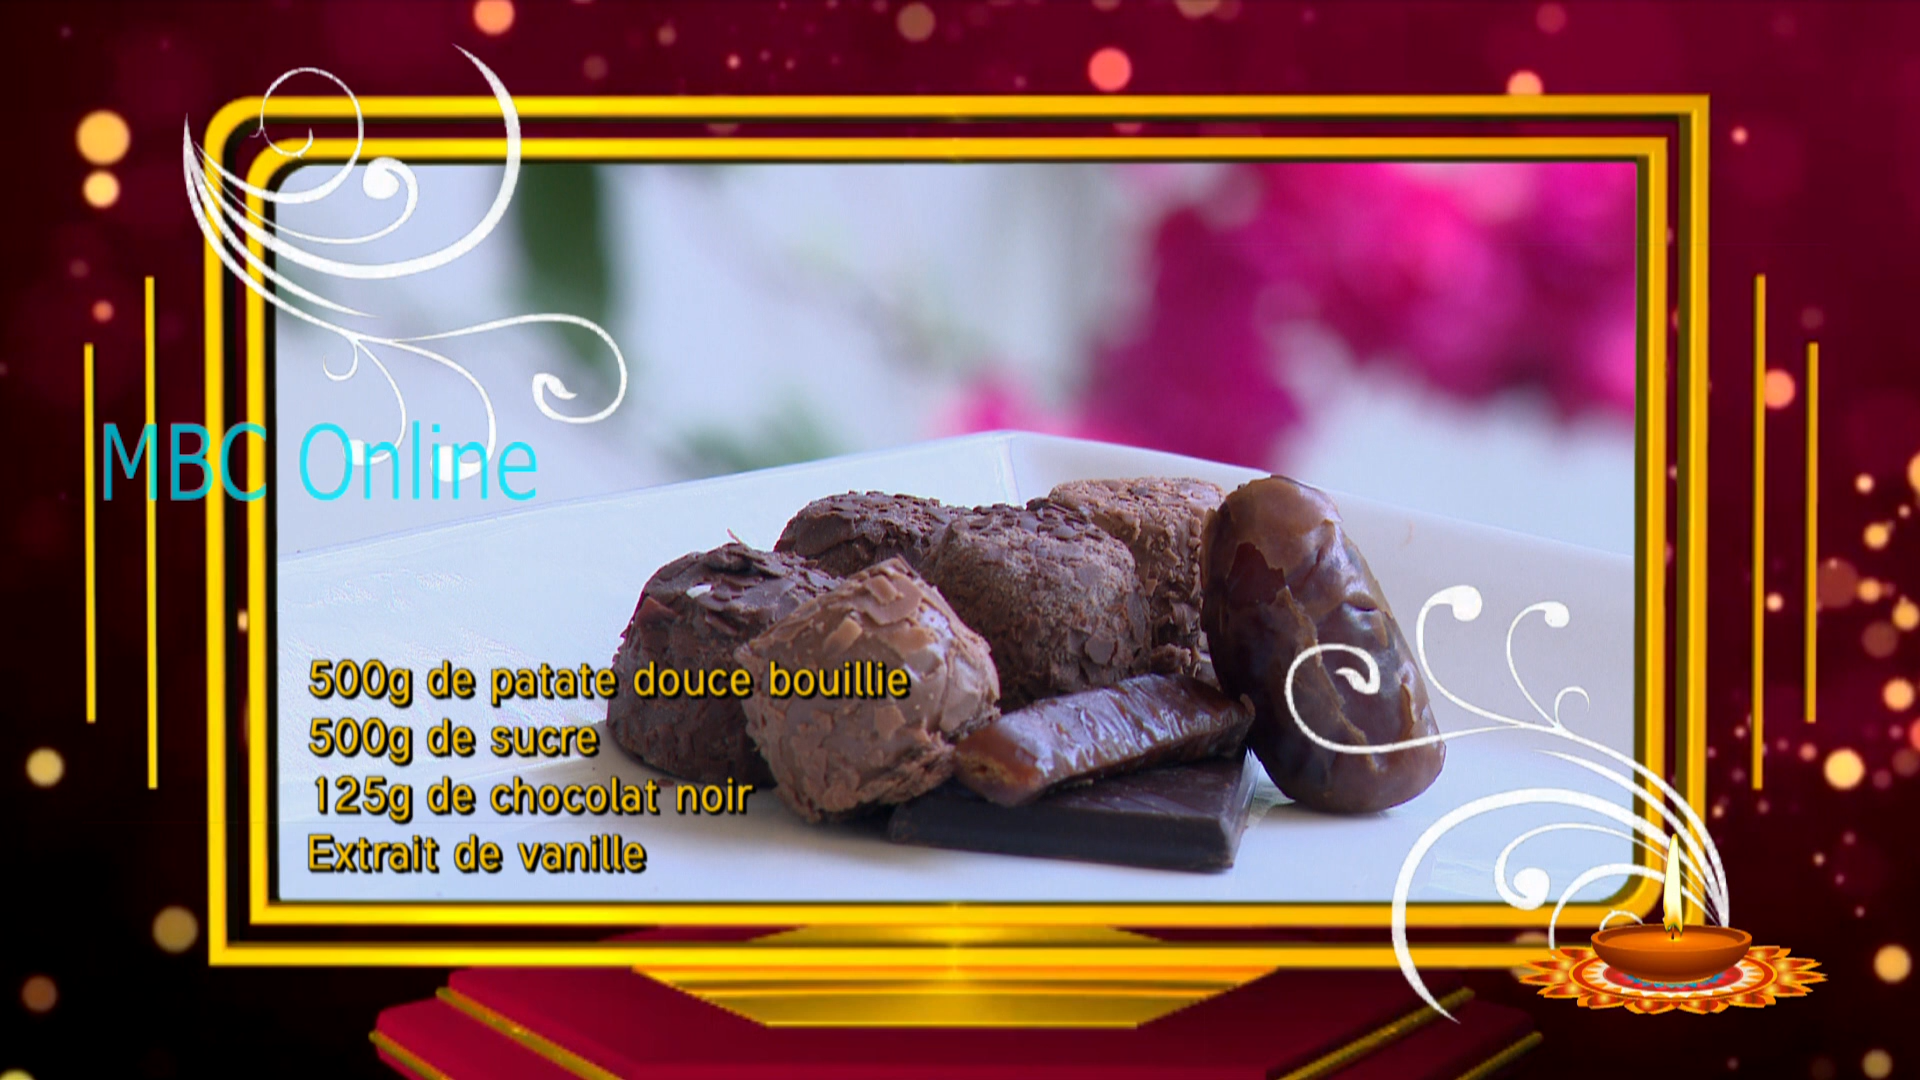 MBC Online
500g de patate douce bouillie
500g de sucre
125g de chocolat noir
Extrait de vanille